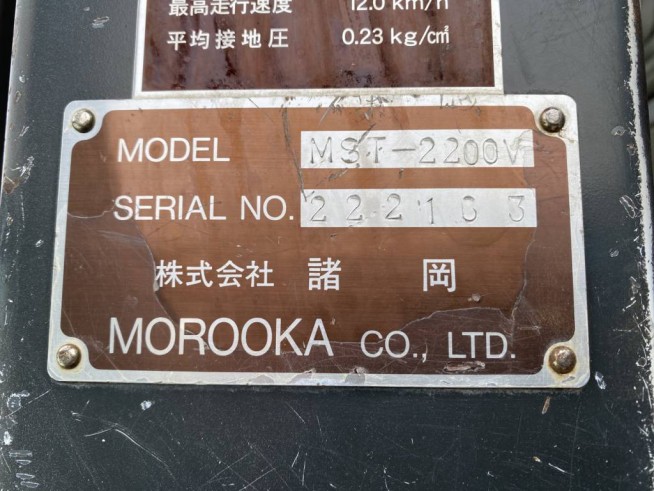 最高走行速度 12.0 km/h
平均接地圧 0.23 kg/c㎡
MODEL MST-2200V
SERIAL NO. 222163
株式会社 諸岡
MOROOKA CO., LTD.